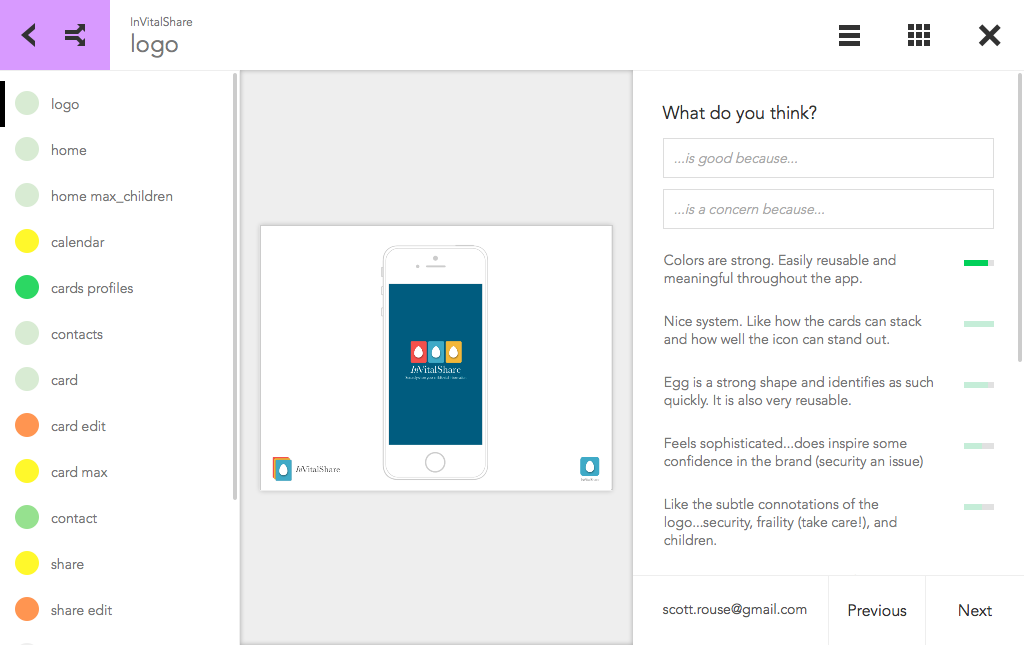 InVitalShare
logo
logo
home
home max_children
calendar
cards profiles
contacts
card
card edit
card max
contact
share
share edit
InVitalShare
InVitalShare
What do you think?
...is good because...
...is a concern because...
Colors are strong. Easily reusable and
meaningful throughout the app.
Nice system. Like how the cards can stack
and how well the icon can stand out.
Egg is a strong shape and identifies as such
quickly. It is also very reusable.
Feels sophisticated...does inspire some
confidence in the brand (security an issue)
Like the subtle connotations of the
logo...security, fraility (take care!), and
children.
scott.rouse@gmail.com
Previous
Next